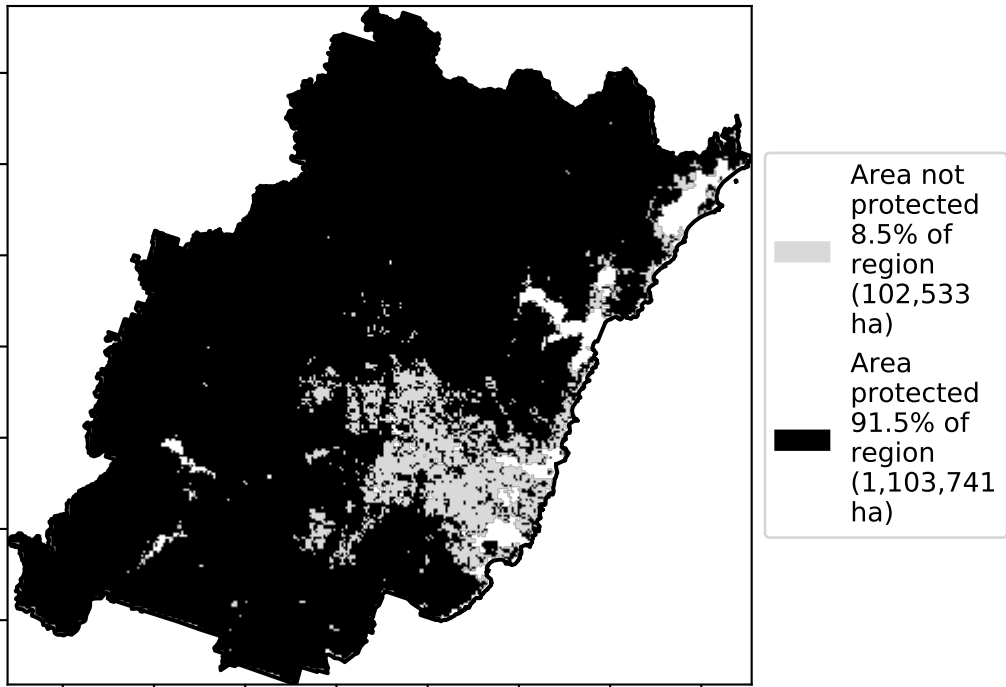 Area not
protected
8.5% of
region
(102,533
ha)
Area
protected
91.5% of
region
(1,103,741
ha)